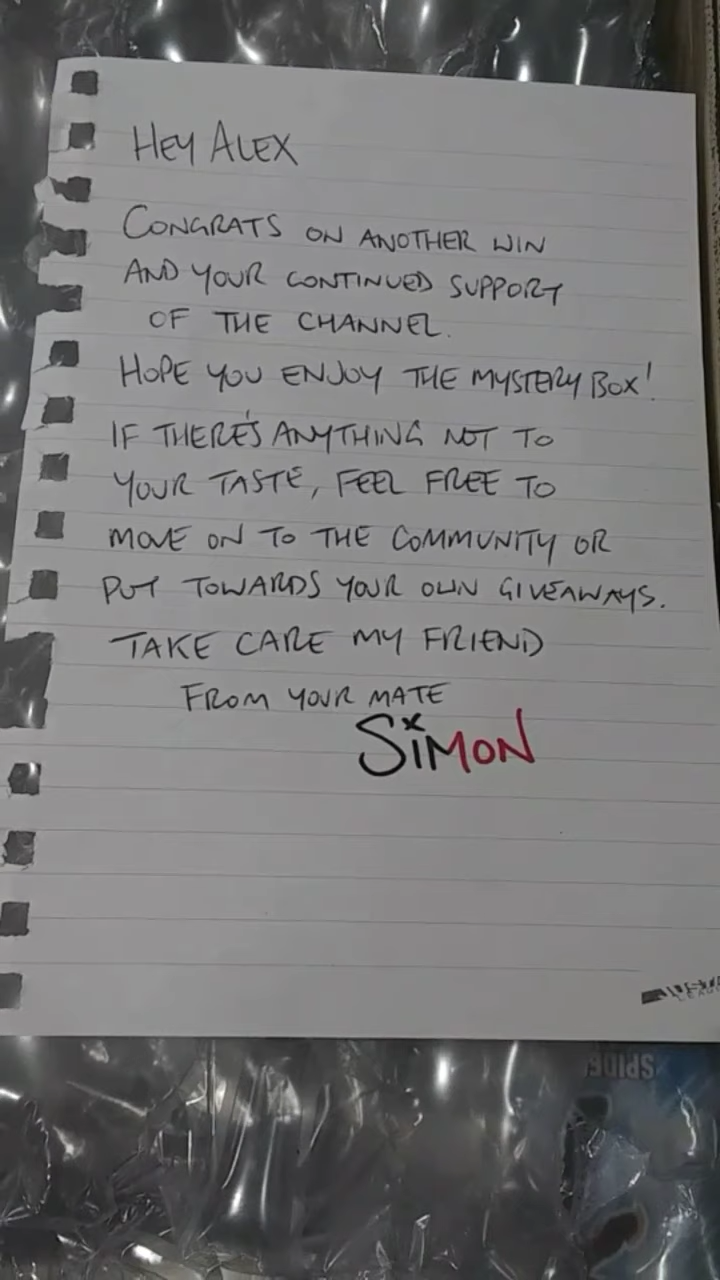 HEY ALEX
CONGRATS ON ANOTHER WIN
AND YOUR CONTINUED SUPPORT
OF THE CHANNEL.
HOPE YOU ENJOY THE MYSTERY BOX!
IF THERE'S ANYTHING NOT TO
YOUR TASTE, FEEL FREE TO
MOVE ON TO THE COMMUNITY OR
PUT TOWARDS YOUR OWN GIVEAWAYS.
TAKE CARE MY FRIEND
FROM YOUR MATE
SiMON
SPIDE